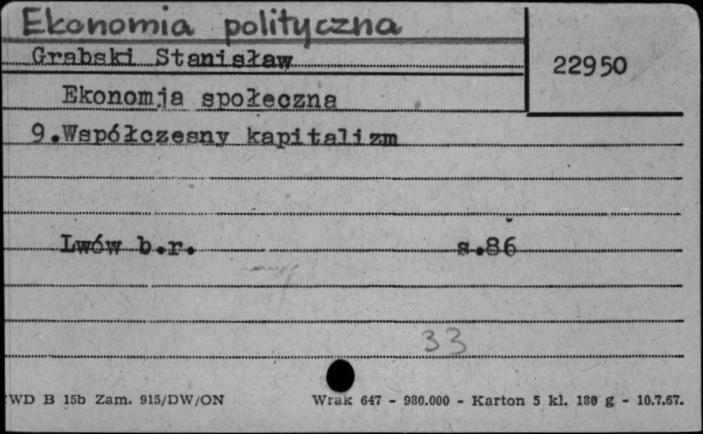 Ekonomia polityczna
Grabski Stanisław
22950
Ekonomja społeczna
9.Współczesny kapitalizm
Lwów b.r. s.86
33
WD B 15b Zam. 915/DW/ON Wrak 647 - 980.000 - Karton 5 kl. 180 g - 10.7.67.